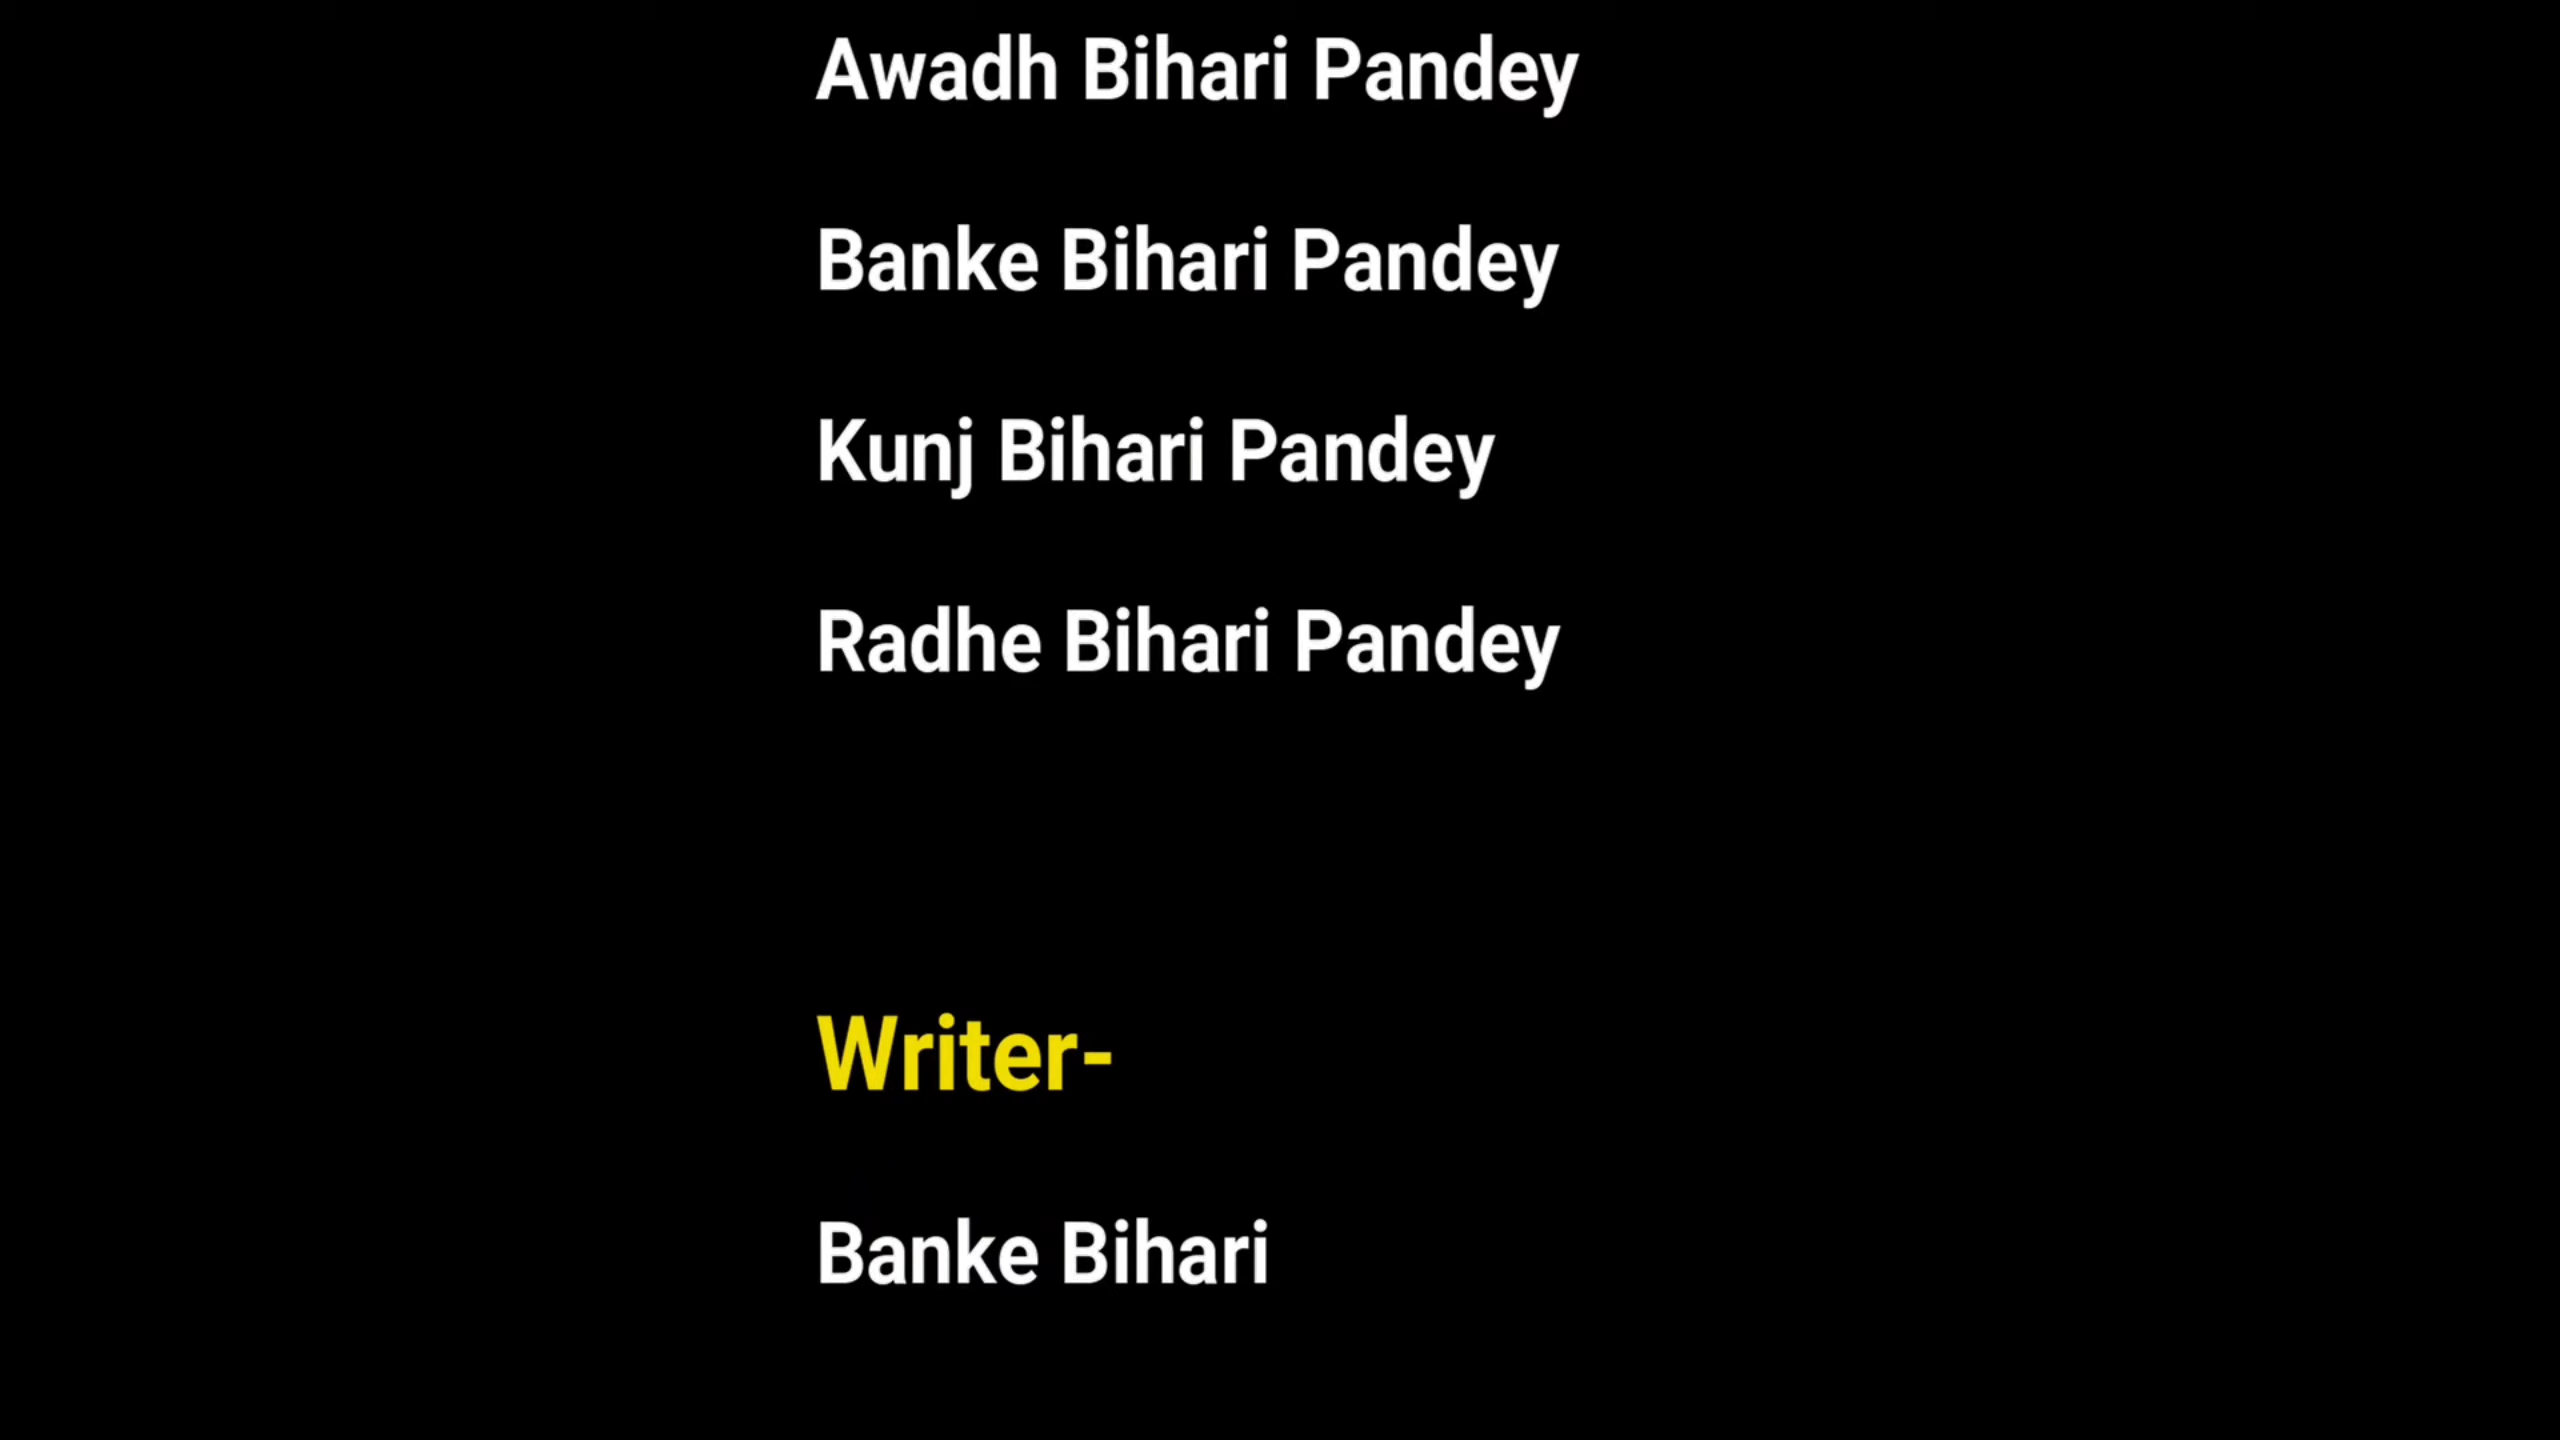 Awadh Bihari Pandey
Banke Bihari Pandey
Kunj Bihari Pandey
Radhe Bihari Pandey
Writer-
Banke Bihari